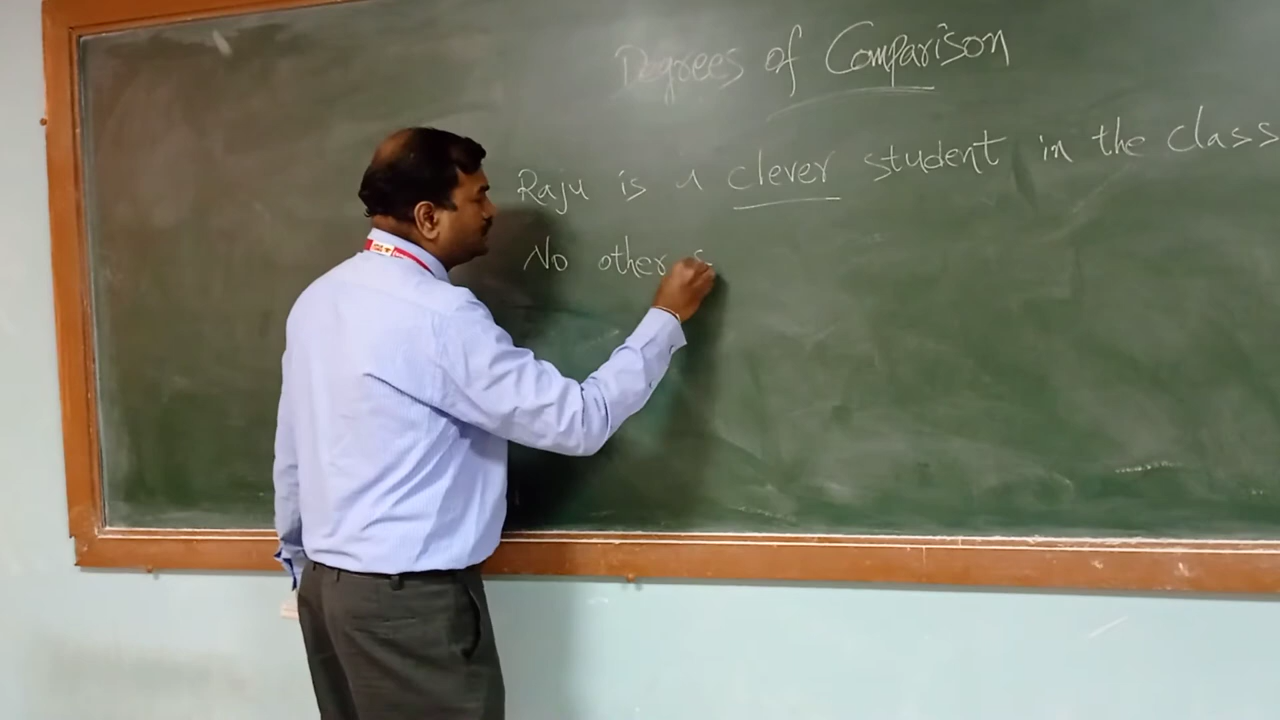 Degrees of Comparison
Raju is a clever student in the class
No other s